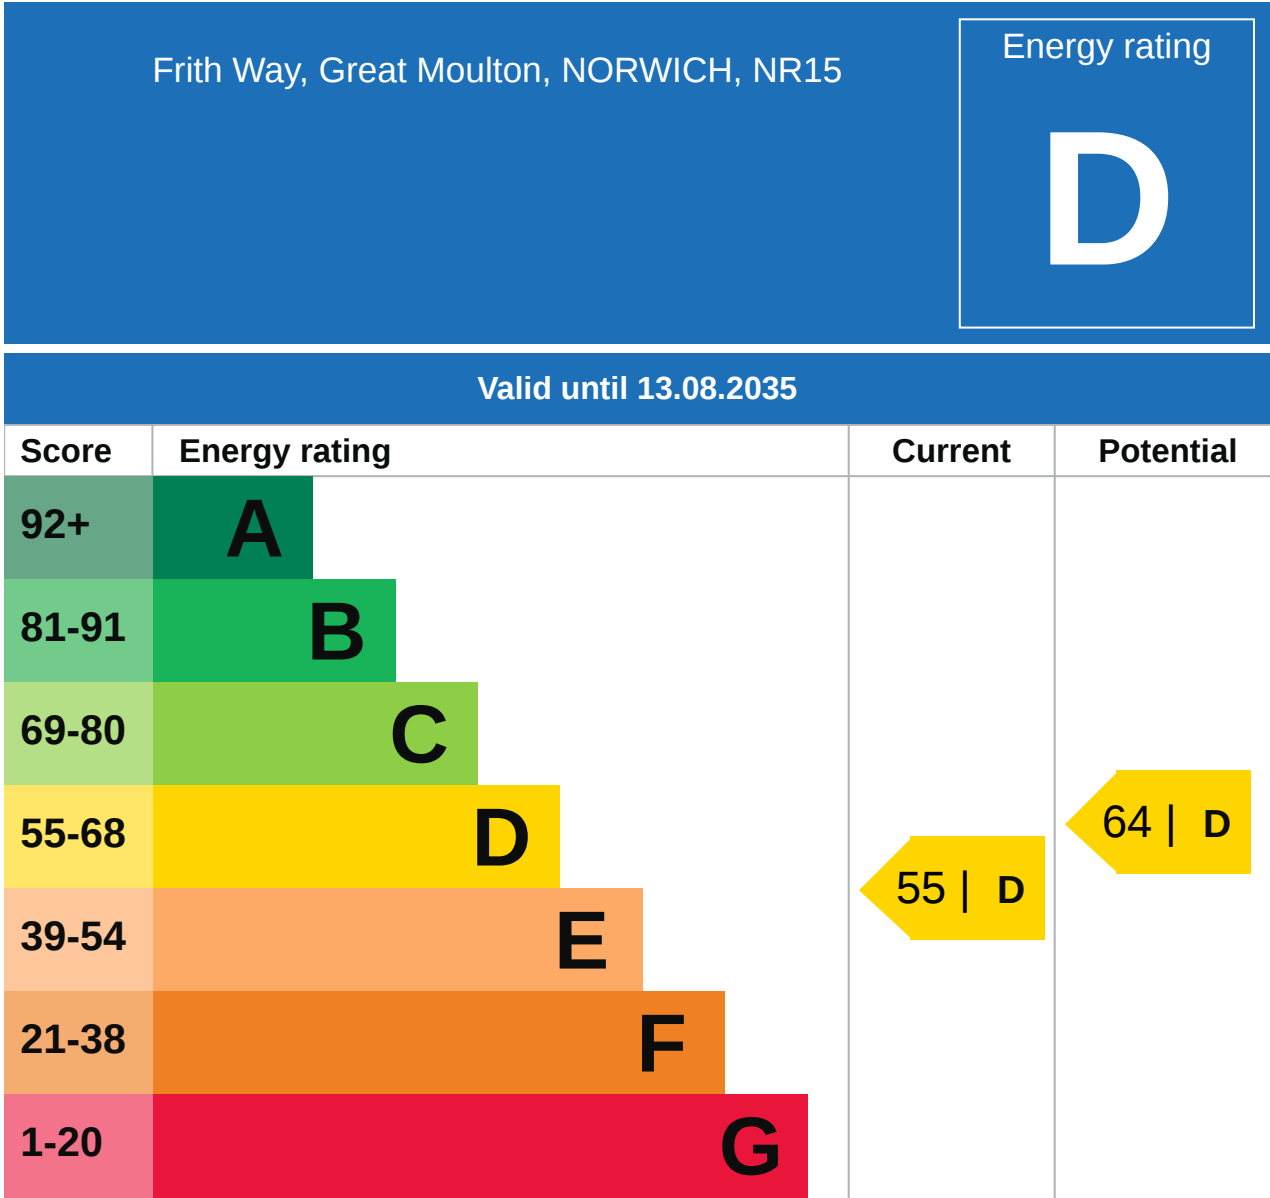 Frith Way, Great Moulton, NORWICH, NR15
Energy rating
D
Valid until 13.08.2035
Score Energy rating Current Potential
92+ A
81-91 B
69-80 C
64 | D
55-68 D
55 | D
39-54 E
21-38 F
1-20 G